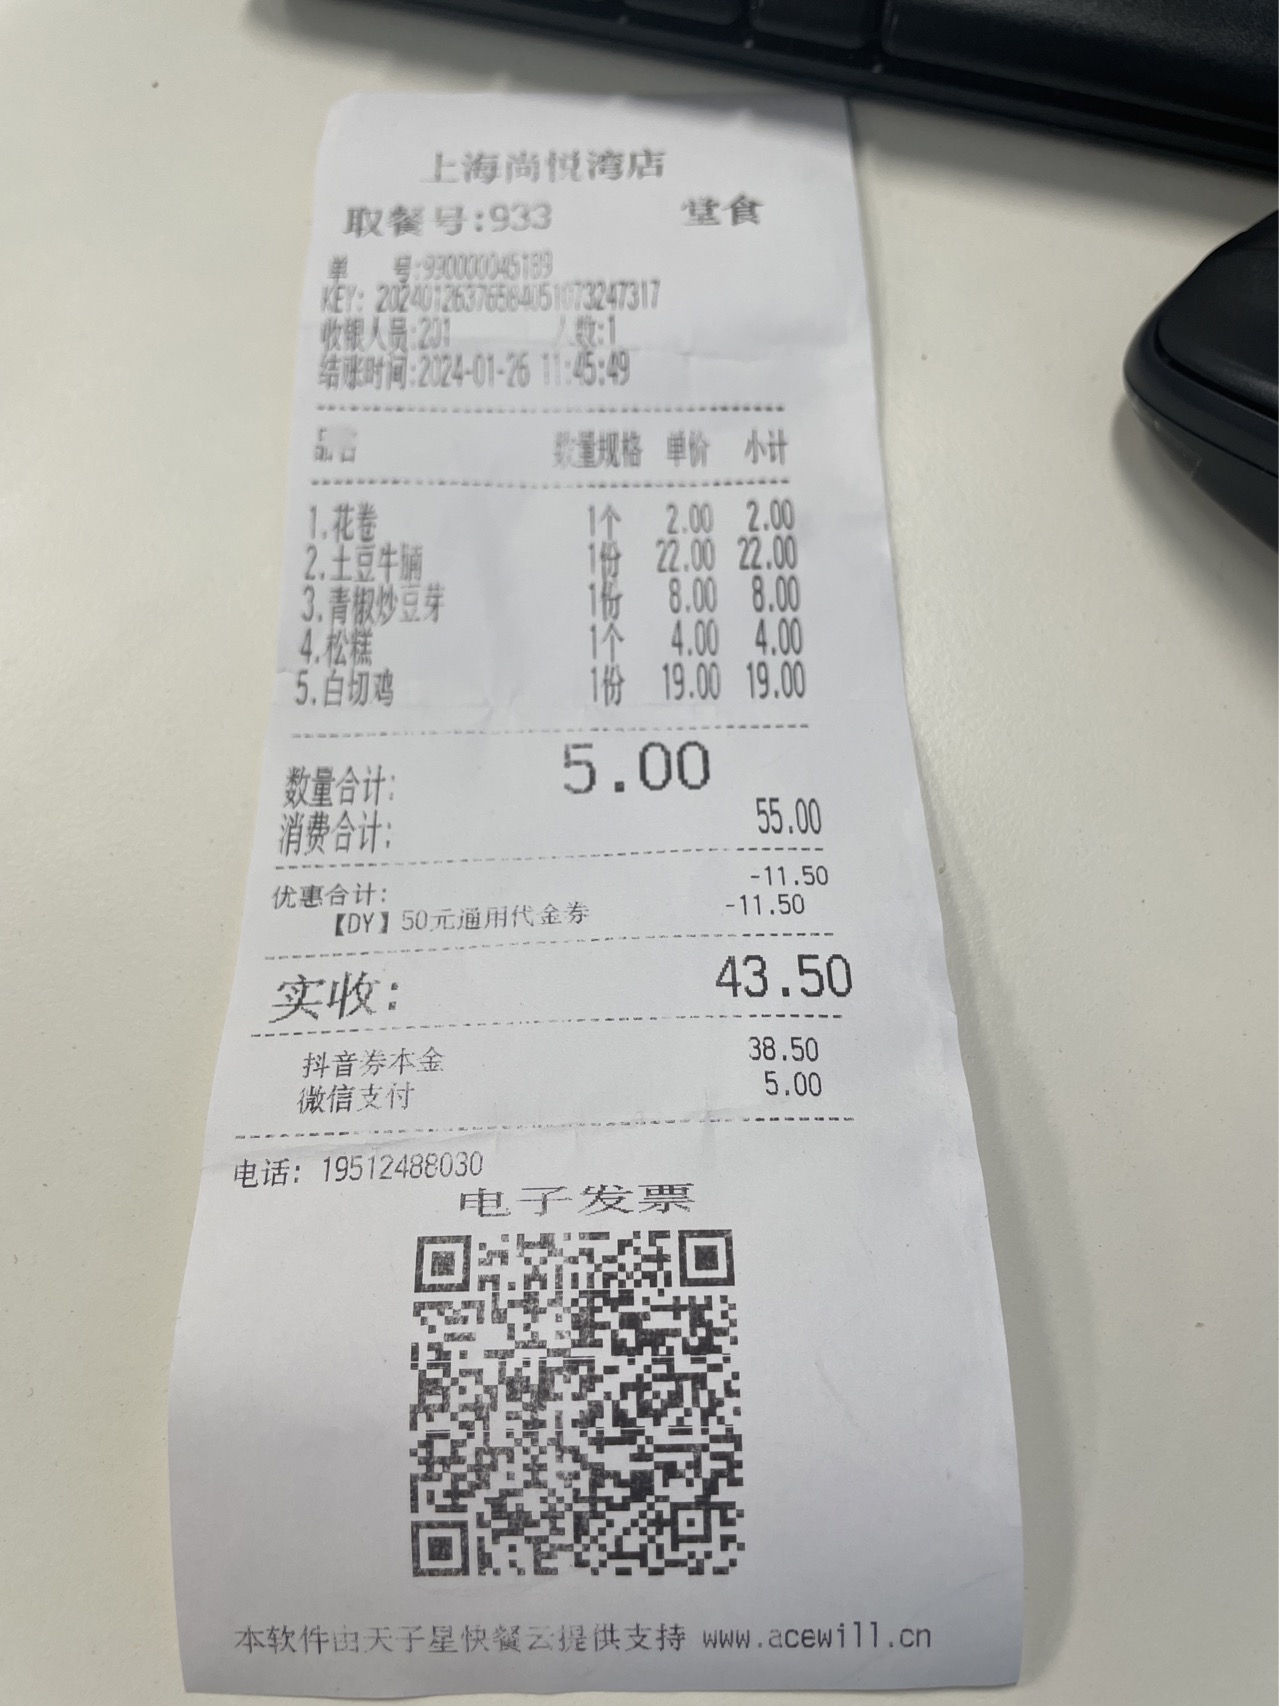 上海尚悦湾店
取餐号:933 堂食
单 号:990000045189
KEY: 20240126376584051073247317
收银人员:201 人数:1
结账时间:2024-01-26 11:45:49
数量规格 单价 小计
1.花卷 1个 2.00 2.00
2.土豆牛腩 1份 22.00 22.00
3.青椒炒豆芽 1份 8.00 8.00
4.松糕 1个 4.00 4.00
5.白切鸡 1份 19.00 19.00
数量合计: 5.00
消费合计: 55.00
优惠合计: -11.50
【DY】50元通用代金券 -11.50
实收: 43.50
抖音券本金 38.50
微信支付 5.00
电话: 19512488030
电子发票
本软件由天子星快餐云提供支持 www.acewill.cn